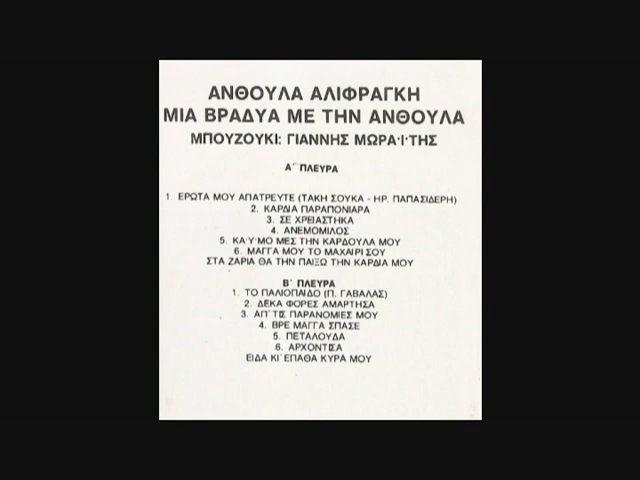 ΑΝΘΟΥΛΑ ΑΛΙΦΡΑΓΚΗ
ΜΙΑ ΒΡΑΔΥΑ ΜΕ ΤΗΝ ΑΝΘΟΥΛΑ
ΜΠΟΥΖΟΥΚΙ: ΓΙΑΝΝΗΣ ΜΩΡΑ·Ι·ΤΗΣ
Α΄ ΠΛΕΥΡΑ
1. ΕΡΩΤΑ ΜΟΥ ΑΠΑΤΡΕΥΤΕ (ΤΑΚΗ ΣΟΥΚΑ - ΗΡ. ΠΑΠΑΣΙΔΕΡΗ)
2. ΚΑΡΔΙΑ ΠΑΡΑΠΟΝΙΑΡΑ
3. ΣΕ ΧΡΕΙΑΣΤΗΚΑ
4. ΑΝΕΜΟΜΙΛΟΣ
5. ΚΑ·Υ·ΜΟ ΜΕΣ ΤΗΝ ΚΑΡΔΟΥΛΑ ΜΟΥ
6. ΜΑΓΓΑ ΜΟΥ ΤΟ ΜΑΧΑΙΡΙ ΣΟΥ
ΣΤΑ ΖΑΡΙΑ ΘΑ ΤΗΝ ΠΑΙΞΩ ΤΗΝ ΚΑΡΔΙΑ ΜΟΥ
Β΄ ΠΛΕΥΡΑ
1. ΤΟ ΠΑΛΙΟΠΑΙΔΟ (Π. ΓΑΒΑΛΑΣ)
2. ΔΕΚΑ ΦΟΡΕΣ ΑΜΑΡΤΗΣΑ
3. ΑΠ΄ΤΙΣ ΠΑΡΑΝΟΜΙΕΣ ΜΟΥ
4. ΒΡΕ ΜΑΓΓΑ ΣΠΑΣΕ
5. ΠΕΤΑΛΟΥΔΑ
6. ΑΡΧΟΝΤΙΣΑ
ΕΙΔΑ ΚΙ΄ΕΠΑΘΑ ΚΥΡΑ ΜΟΥ